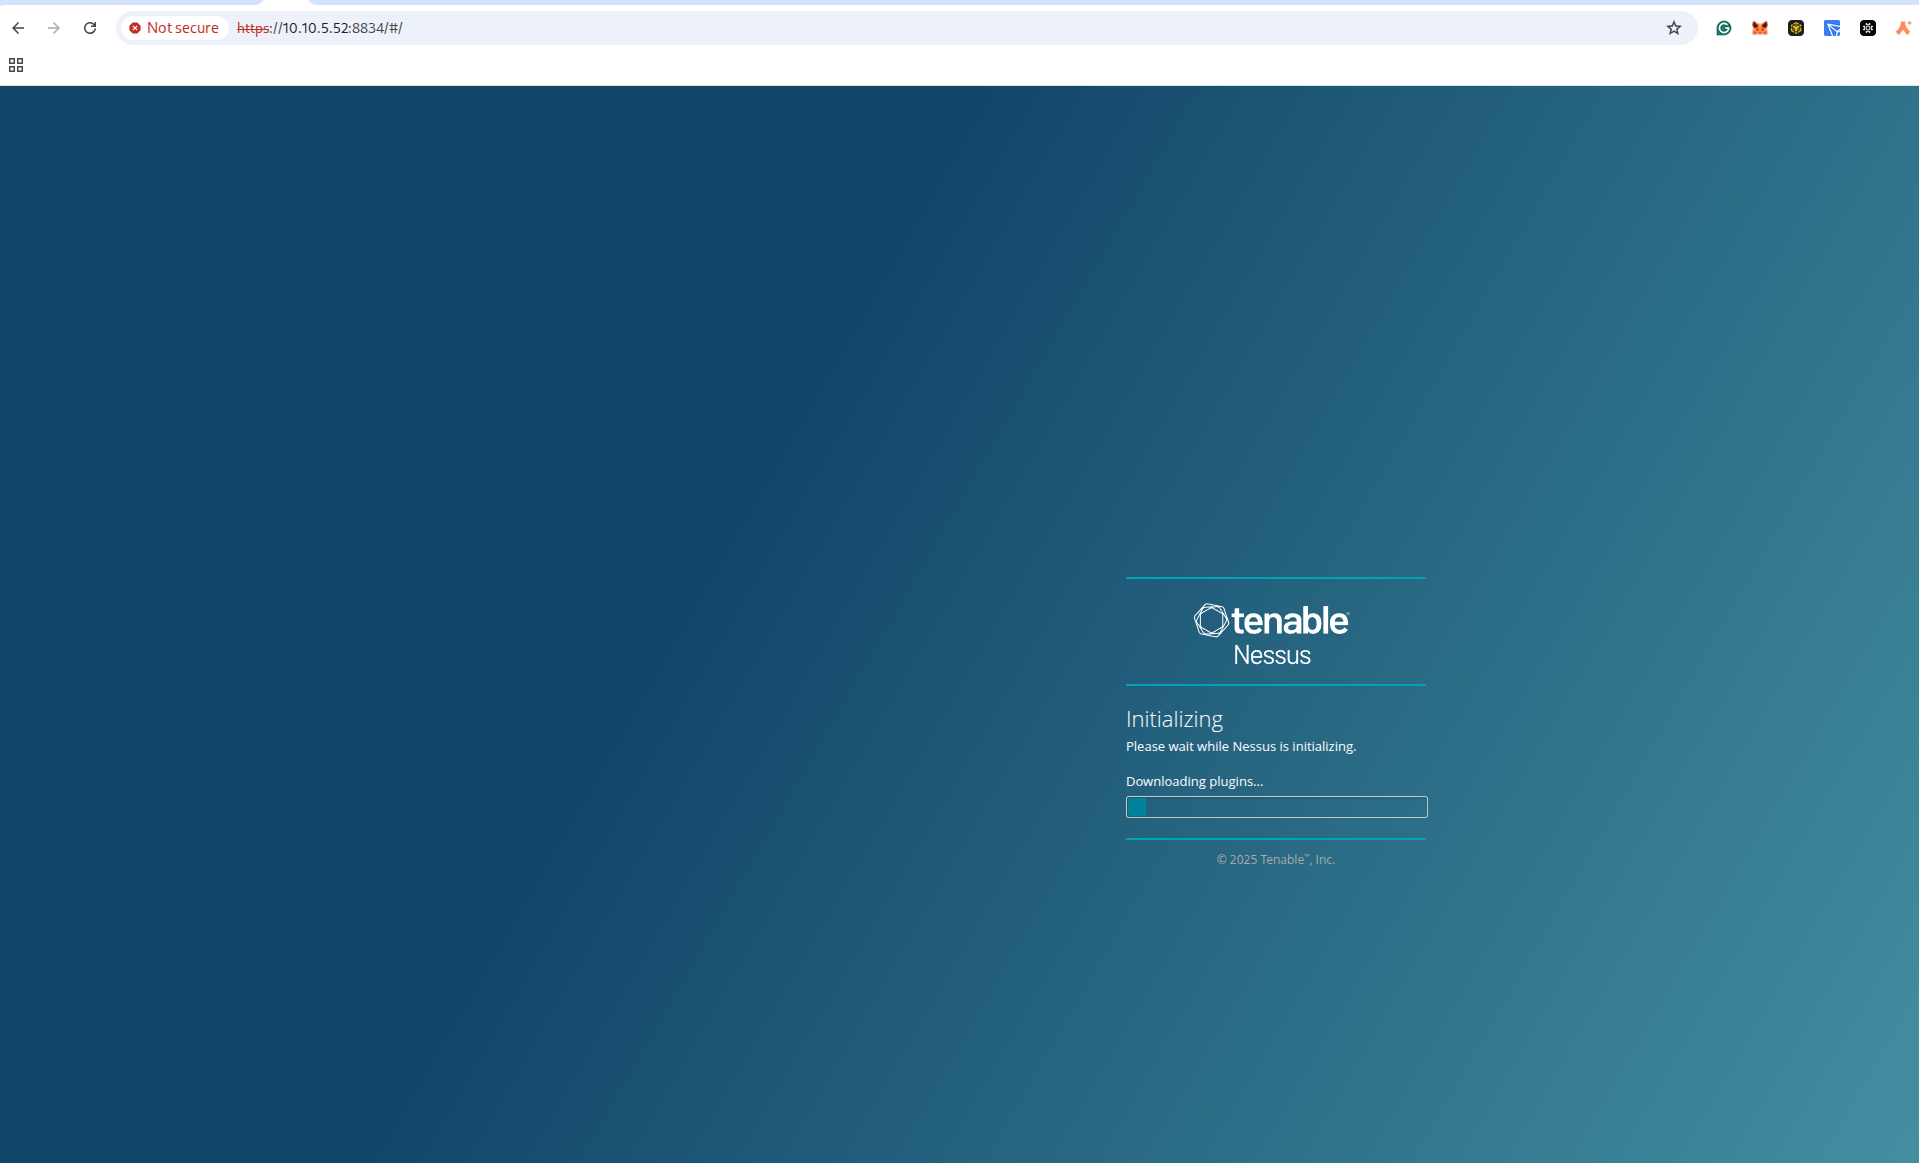 Not secure https://10.10.5.52:8834/#/
tenable
Nessus
Initializing
Please wait while Nessus is initializing.
Downloading plugins...
© 2025 Tenable™, Inc.